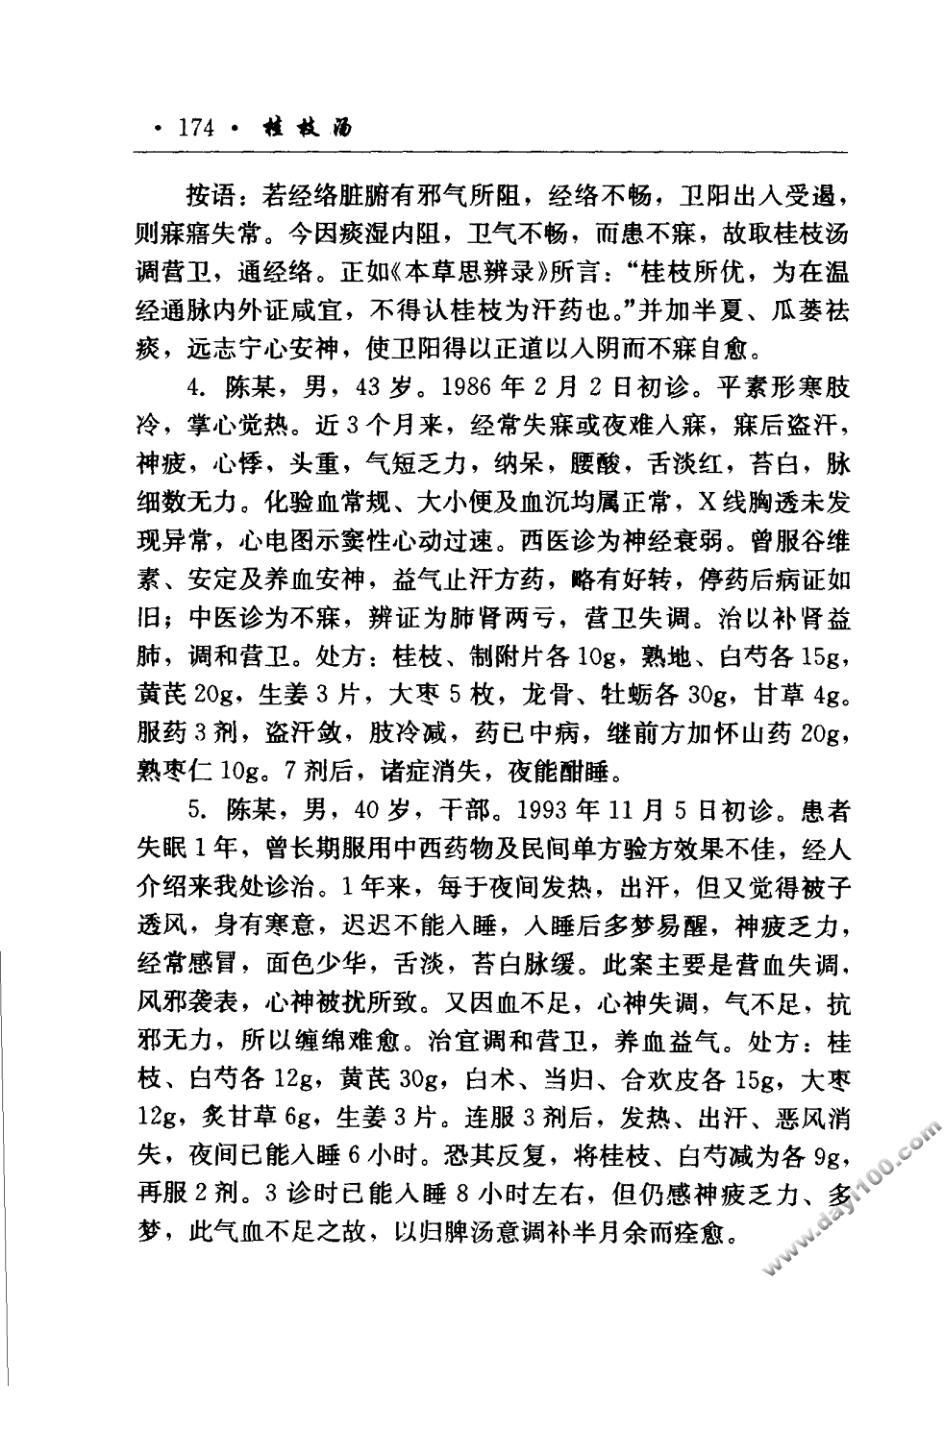 · 174 · 桂枝汤
按语：若经络脏腑有邪气所阻，经络不畅，卫阳出入受遏，
则寐寤失常。今因痰湿内阻，卫气不畅，而患不寐，故取桂枝汤
调营卫，通经络。正如《本草思辨录》所言：“桂枝所优，为在温
经通脉内外证咸宜，不得认桂枝为汗药也。”并加半夏、瓜蒌祛
痰，远志宁心安神，使卫阳得以正道以入阴而不寐自愈。
4. 陈某，男，43 岁。1986 年 2 月 2 日初诊。平素形寒肢
冷，掌心觉热。近 3 个月来，经常失寐或夜难入寐，寐后盗汗，
神疲，心悸，头重，气短乏力，纳呆，腰酸，舌淡红，苔白，脉
细数无力。化验血常规、大小便及血沉均属正常，X 线胸透未发
现异常，心电图示窦性心动过速。西医诊为神经衰弱。曾服谷维
素、安定及养血安神，益气止汗方药，略有好转，停药后病证如
旧；中医诊为不寐，辨证为肺肾两亏，营卫失调。治以补肾益
肺，调和营卫。处方：桂枝、制附片各 10g，熟地、白芍各 15g，
黄芪 20g，生姜 3 片，大枣 5 枚，龙骨、牡蛎各 30g，甘草 4g。
服药 3 剂，盗汗敛，肢冷减，药已中病，继前方加怀山药 20g，
熟枣仁 10g。7 剂后，诸症消失，夜能酣睡。
5. 陈某，男，40 岁，干部。1993 年 11 月 5 日初诊。患者
失眠 1 年，曾长期服用中西药物及民间单方验方效果不佳，经人
介绍来我处诊治。1 年来，每于夜间发热，出汗，但又觉得被子
透风，身有寒意，迟迟不能入睡，入睡后多梦易醒，神疲乏力，
经常感冒，面色少华，舌淡，苔白脉缓。此案主要是营血失调，
风邪袭表，心神被扰所致。又因血不足，心神失调，气不足，抗
邪无力，所以缠绵难愈。治宜调和营卫，养血益气。处方：桂
枝、白芍各 12g，黄芪 30g，白术、当归、合欢皮各 15g，大枣
12g，炙甘草 6g，生姜 3 片。连服 3 剂后，发热、出汗、恶风消
失，夜间已能入睡 6 小时。恐其反复，将桂枝、白芍减为各 9g，
再服 2 剂。3 诊时已能入睡 8 小时左右，但仍感神疲乏力、多
梦，此气血不足之故，以归脾汤意调补半月余而痊愈。
www.dayi100.com